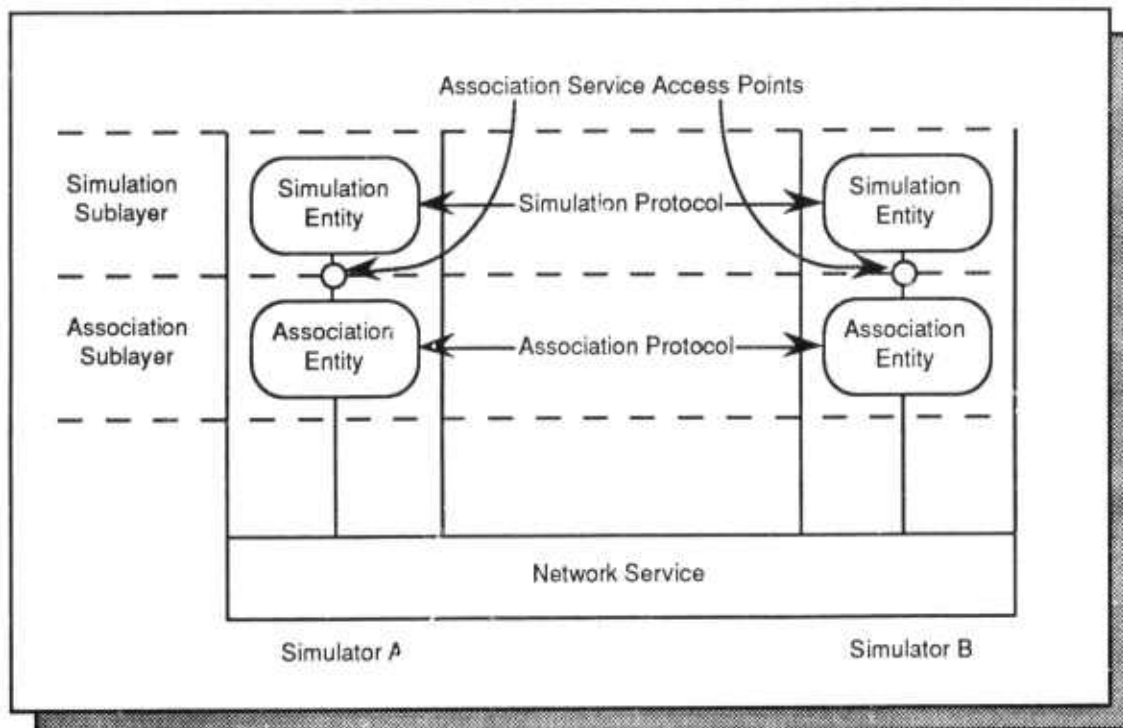 Association Service Access Points
Simulation
Sublayer
Simulation
Entity
Simulation Protocol
Simulation
Entity
Association
Sublayer
Association
Entity
Association Protocol
Association
Entity
Network Service
Simulator A
Simulator B